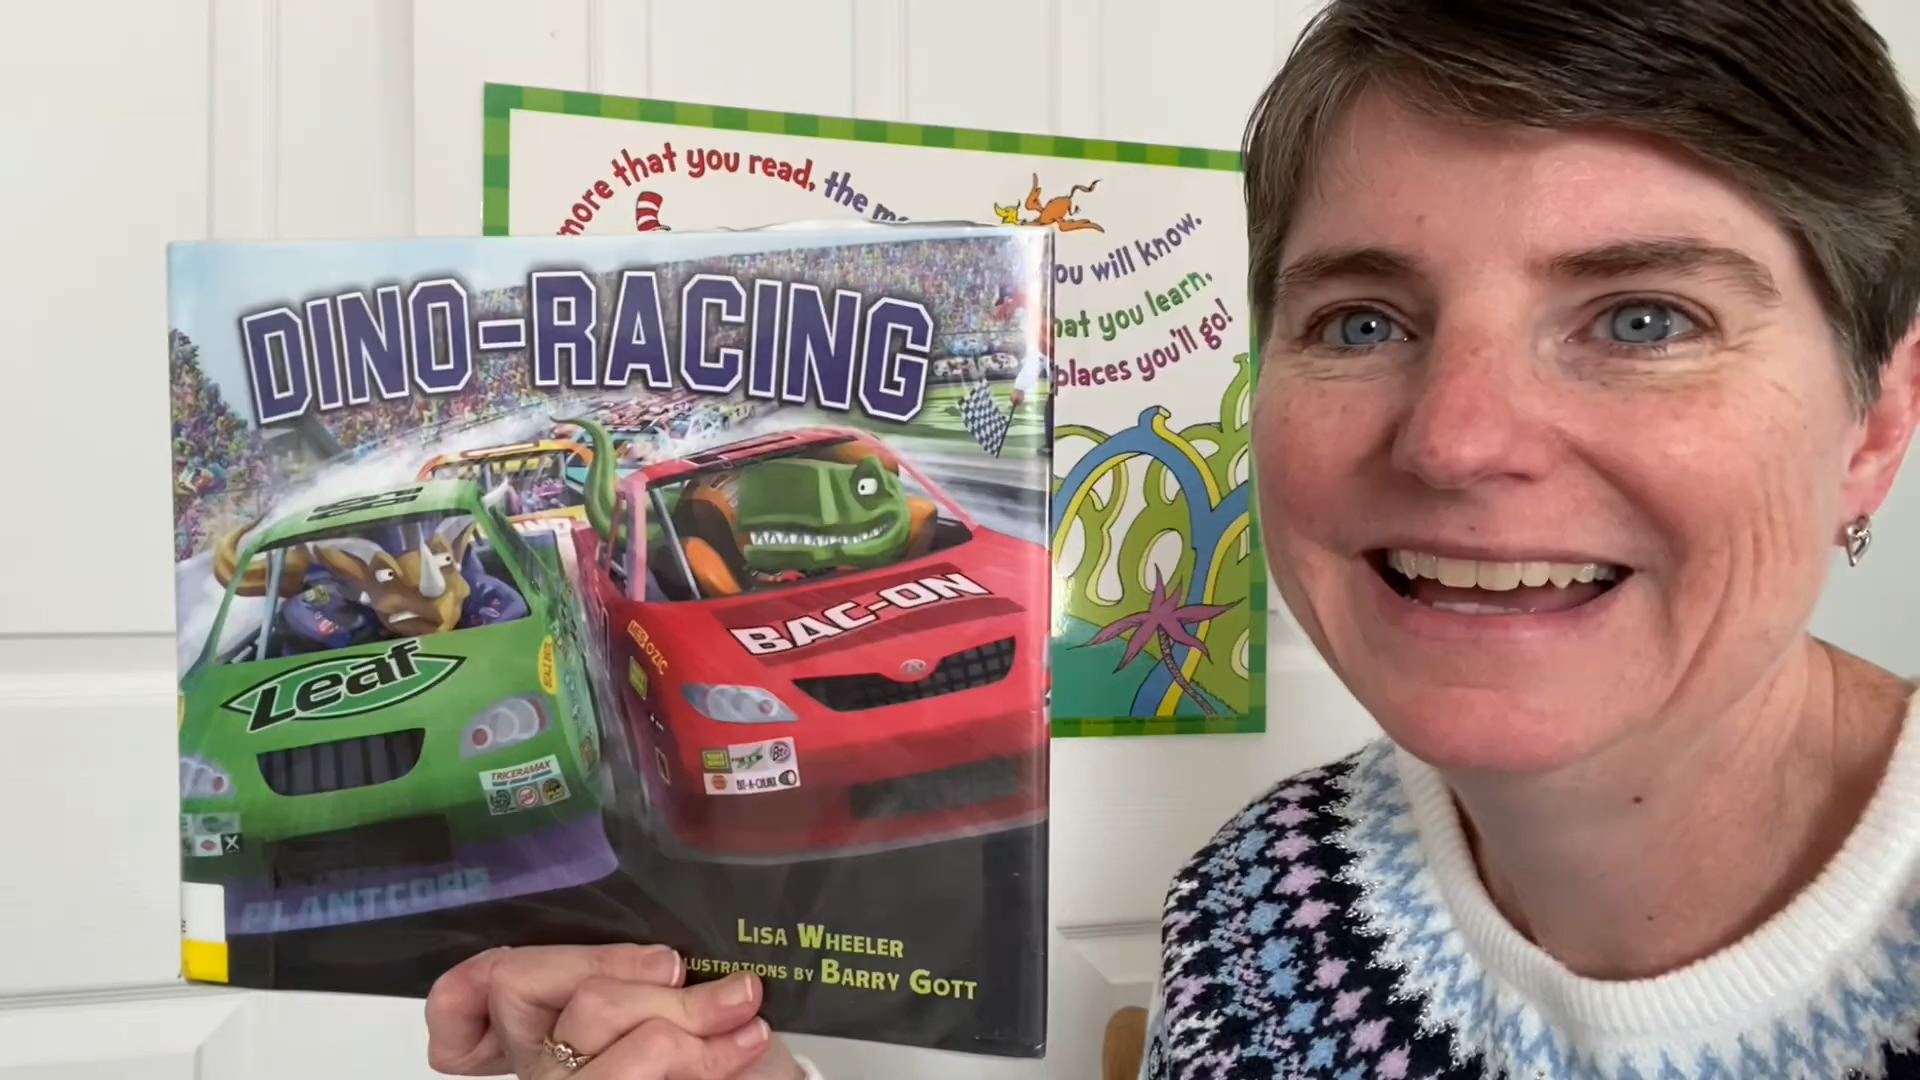 more that you read, the
ou will know.
hat you learn,
places you'll go!
DINO-RACING
BAC-ON
Leaf
TRICERAMAX
PLANTCORE
LISA WHEELER
LUSTRATIONS BY BARRY GOTT